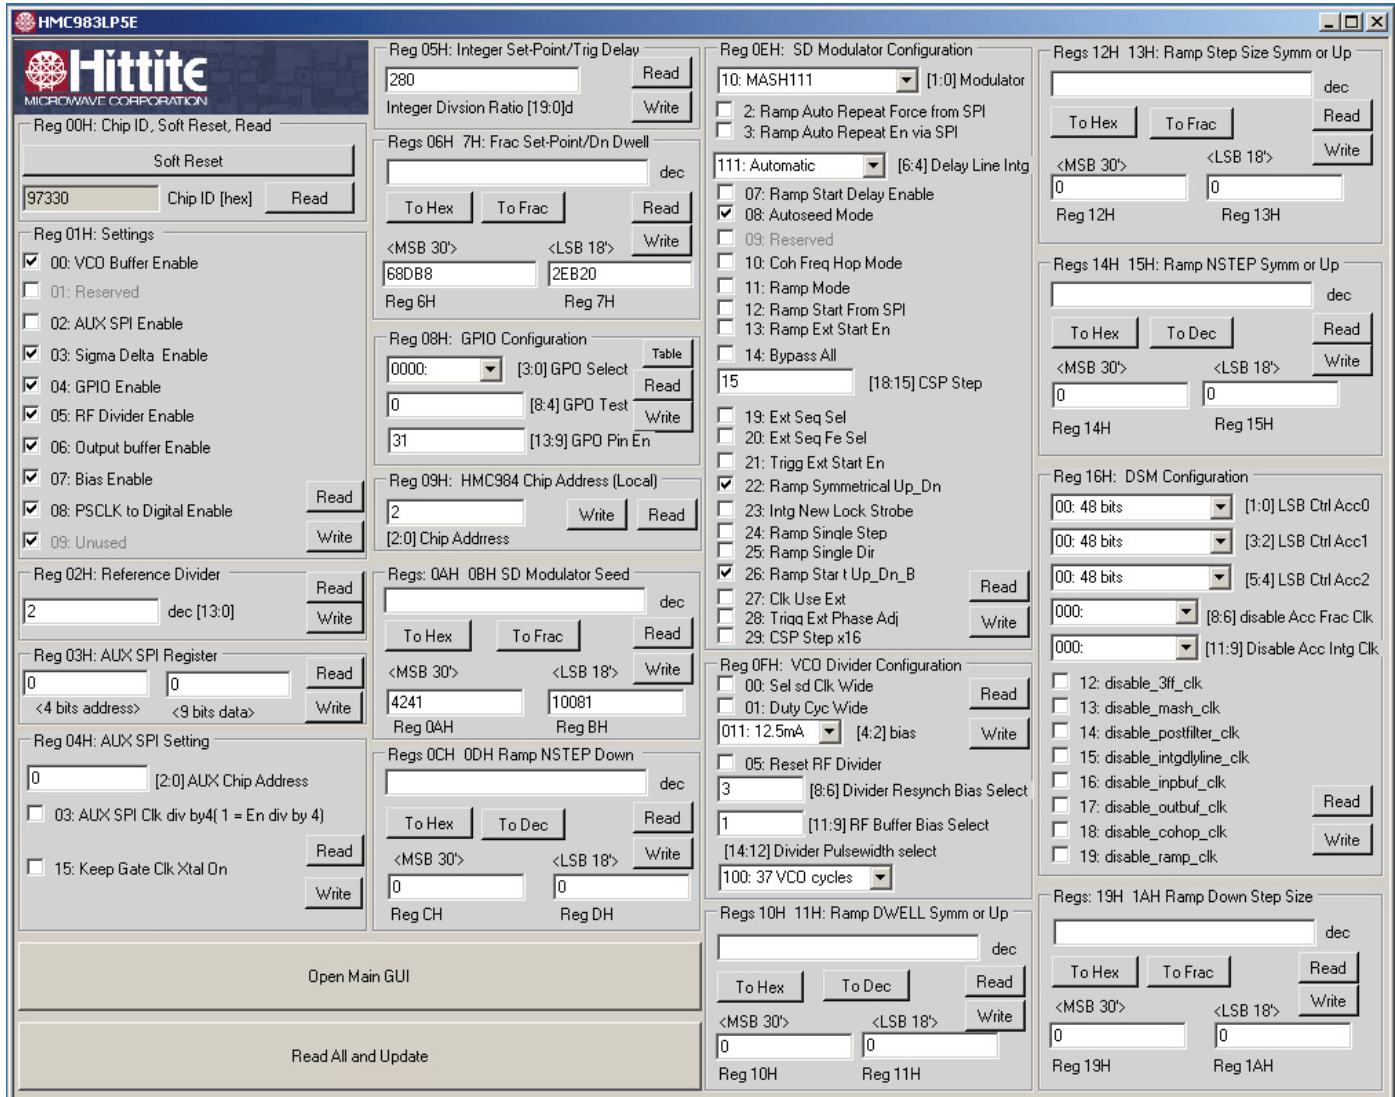 HMC983LP5E
Hittite
MICROWAVE CORPORATION
Reg 00H: Chip ID, Soft Reset, Read
Soft Reset
97330 Chip ID [hex] Read
Reg 01H: Settings
00: VCO Buffer Enable
01: Reserved
02: AUX SPI Enable
03: Sigma Delta Enable
04: GPIO Enable
05: RF Divider Enable
06: Output buffer Enable
07: Bias Enable
Read
08: PSCLK to Digital Enable
Write
09: Unused
Reg 02H: Reference Divider
Read
2 dec [13:0]
Write
Reg 03H: AUX SPI Register
0 0 Read
<4 bits address> <9 bits data> Write
Reg 04H: AUX SPI Setting
0 [2:0] AUX Chip Address
03: AUX SPI Clk div by4( 1 = En div by 4)
Read
15: Keep Gate Clk Xtal On
Write
Open Main GUI
Read All and Update
Reg 05H: Integer Set-Point/Trig Delay
280 Read
Integer Divsion Ratio [19:0]d Write
Regs 06H 7H: Frac Set-Point/Dn Dwell
dec
To Hex To Frac Read
Write
<MSB 30'> <LSB 18'>
68DB8 2EB20
Reg 6H Reg 7H
Reg 08H: GPIO Configuration
Table
0000: [3:0] GPO Select
Read
0 [8:4] GPO Test
Write
31 [13:9] GPO Pin En
Reg 09H: HMC984 Chip Address (Local)
2 Write Read
[2:0] Chip Addrress
Regs: 0AH 0BH SD Modulator Seed
dec
To Hex To Frac Read
<MSB 30'> <LSB 18'> Write
4241 10081
Reg 0AH Reg BH
Regs 0CH 0DH Ramp NSTEP Down
dec
To Hex To Dec Read
<MSB 30'> <LSB 18'> Write
0 0
Reg CH Reg DH
Reg 0EH: SD Modulator Configuration
10: MASH111 [1:0] Modulator
2: Ramp Auto Repeat Force from SPI
3: Ramp Auto Repeat En via SPI
111: Automatic [6:4] Delay Line Intg
07: Ramp Start Delay Enable
08: Autoseed Mode
09: Reserved
10: Coh Freq Hop Mode
11: Ramp Mode
12: Ramp Start From SPI
13: Ramp Ext Start En
14: Bypass All
15 [18:15] CSP Step
19: Ext Seq Sel
20: Ext Seq Fe Sel
21: Trigg Ext Start En
22: Ramp Symmetrical Up_Dn
23: Intg New Lock Strobe
24: Ramp Single Step
25: Ramp Single Dir
26: Ramp Star t Up_Dn_B
Read
27: Clk Use Ext
28: Trigg Ext Phase Adj
Write
29: CSP Step x16
Reg 0FH: VCO Divider Configuration
00: Sel sd Clk Wide
Read
01: Duty Cyc Wide
011: 12.5mA [4:2] bias Write
05: Reset RF Divider
3 [8:6] Divider Resynch Bias Select
1 [11:9] RF Buffer Bias Select
[14:12] Divider Pulsewidth select
100: 37 VCO cycles
Regs 10H 11H: Ramp DWELL Symm or Up
dec
To Hex To Dec Read
<MSB 30'> <LSB 18'> Write
0 0
Reg 10H Reg 11H
Regs 12H 13H: Ramp Step Size Symm or Up
dec
To Hex To Frac Read
<MSB 30'> <LSB 18'> Write
0 0
Reg 12H Reg 13H
Regs 14H 15H: Ramp NSTEP Symm or Up
dec
To Hex To Dec Read
<MSB 30'> <LSB 18'> Write
0 0
Reg 14H Reg 15H
Reg 16H: DSM Configuration
00: 48 bits [1:0] LSB Ctrl Acc0
00: 48 bits [3:2] LSB Ctrl Acc1
00: 48 bits [5:4] LSB Ctrl Acc2
000: [8:6] disable Acc Frac Clk
000: [11:9] Disable Acc Intg Clk
12: disable_3ff_clk
13: disable_mash_clk
14: disable_postfilter_clk
15: disable_intgdlyline_clk
16: disable_inpbuf_clk
17: disable_outbuf_clk Read
18: disable_cohop_clk
Write
19: disable_ramp_clk
Regs: 19H 1AH Ramp Down Step Size
dec
To Hex To Frac Read
<MSB 30'> <LSB 18'> Write
0 0
Reg 19H Reg 1AH